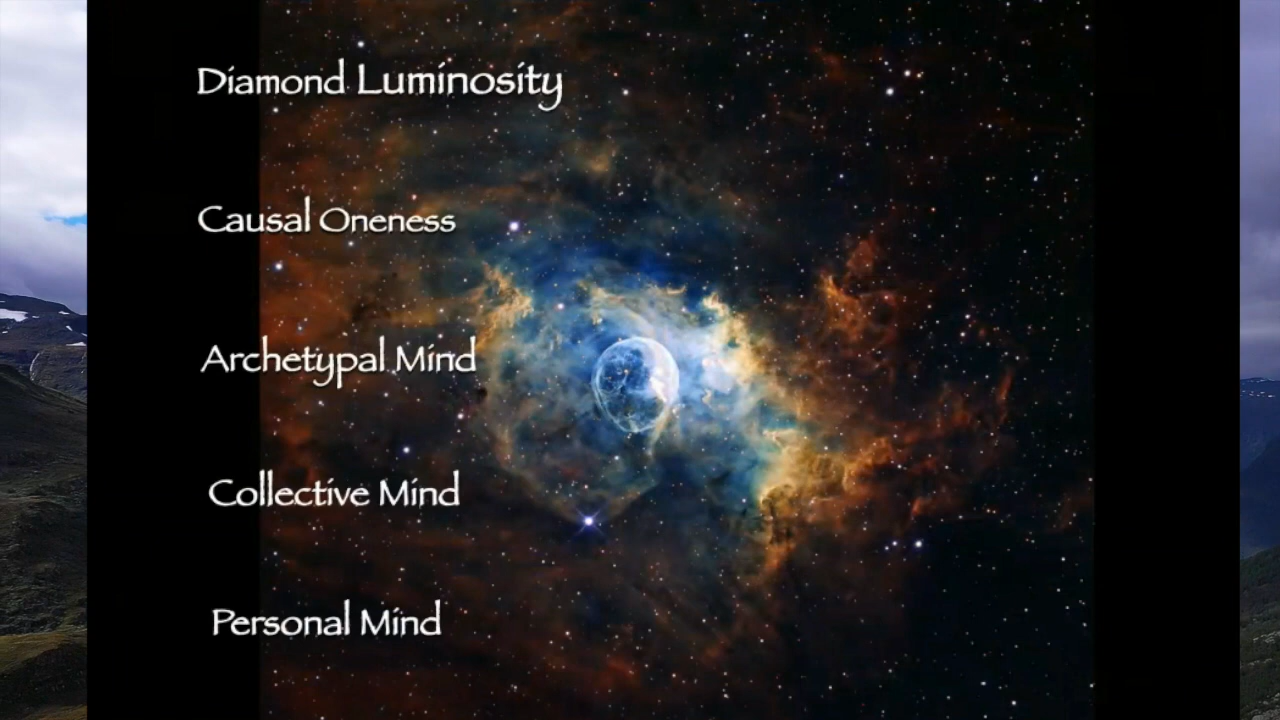 Diamond Luminosity
Causal Oneness
Archetypal Mind
Collective Mind
Personal Mind